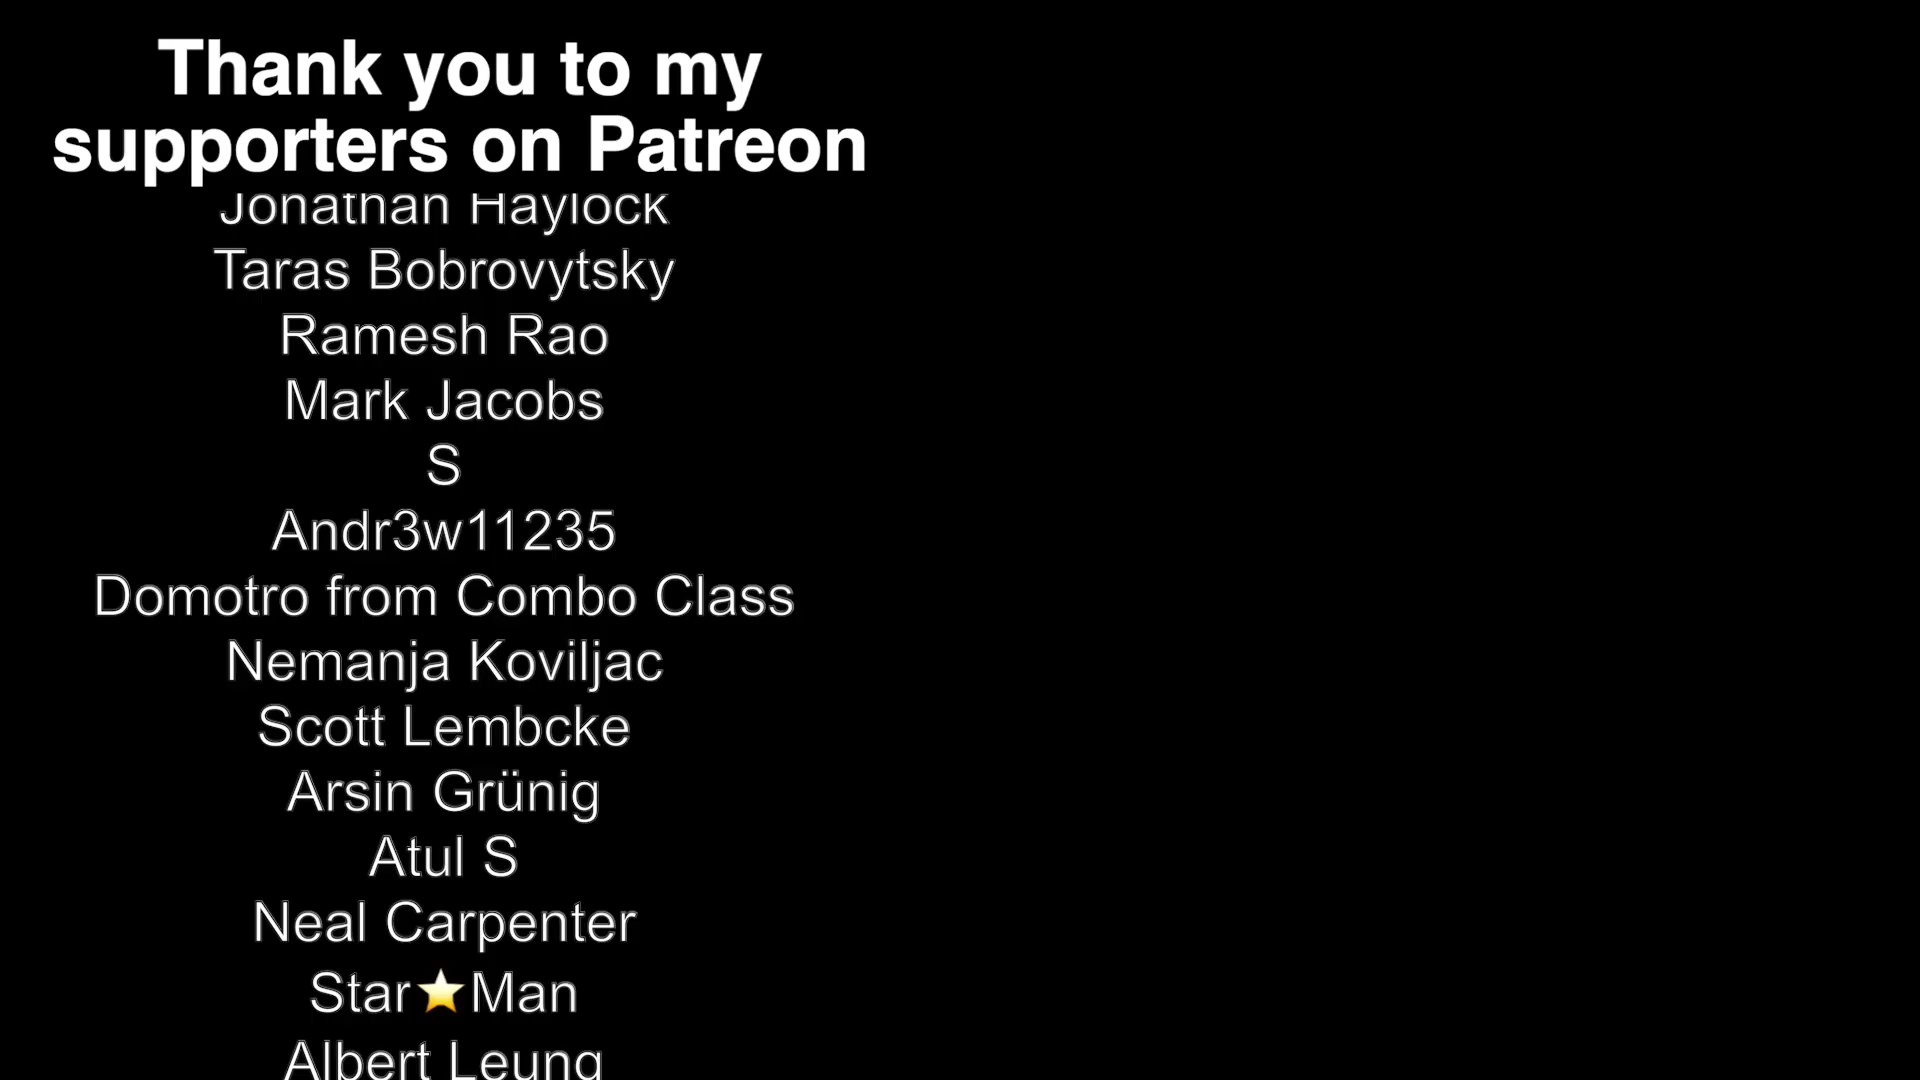 Thank you to my
supporters on Patreon
Jonathan Haylock
Taras Bobrovytsky
Ramesh Rao
Mark Jacobs
S
Andr3w11235
Domotro from Combo Class
Nemanja Koviljac
Scott Lembcke
Arsin Grünig
Atul S
Neal Carpenter
Star⭐Man
Albert Leung